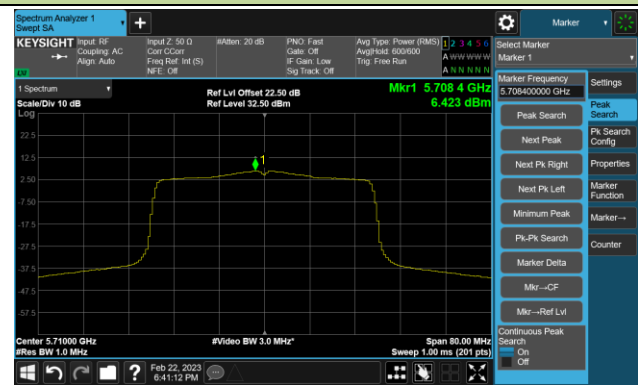 Spectrum Analyzer 1
Swept SA
Marker
KEYSIGHT
Input: RF
Coupling: AC
Align: Auto
Input Z: 50 Ω
Corr CCorr
Freq Ref: Int (S)
NFE: Off
#Atten: 20 dB
PNO: Fast
Gate: Off
IF Gain: Low
Sig Track: Off
Avg Type: Power (RMS)
Avg|Hold: 600/600
Trig: Free Run
1 2 3 4 5 6
A W W W W W
A N N N N N
Select Marker
Marker 1
LXI
1 Spectrum
Scale/Div 10 dB
Log
Ref Lvl Offset 22.50 dB
Ref Level 32.50 dBm
Mkr1 5.708 4 GHz
6.423 dBm
22.5
12.5
2.50
-7.50
-17.5
-27.5
-37.5
-47.5
-57.5
1
Center 5.71000 GHz
#Res BW 1.0 MHz
#Video BW 3.0 MHz*
Span 80.00 MHz
Sweep 1.00 ms (201 pts)
Marker Frequency
5.708400000 GHz
Peak Search
Next Peak
Next Pk Right
Next Pk Left
Minimum Peak
Pk-Pk Search
Marker Delta
Mkr→CF
Mkr→Ref Lvl
Continuous Peak
Search
On
Off
Settings
Peak
Search
Pk Search
Config
Properties
Marker
Function
Marker→
Counter
Feb 22, 2023
6:41:12 PM